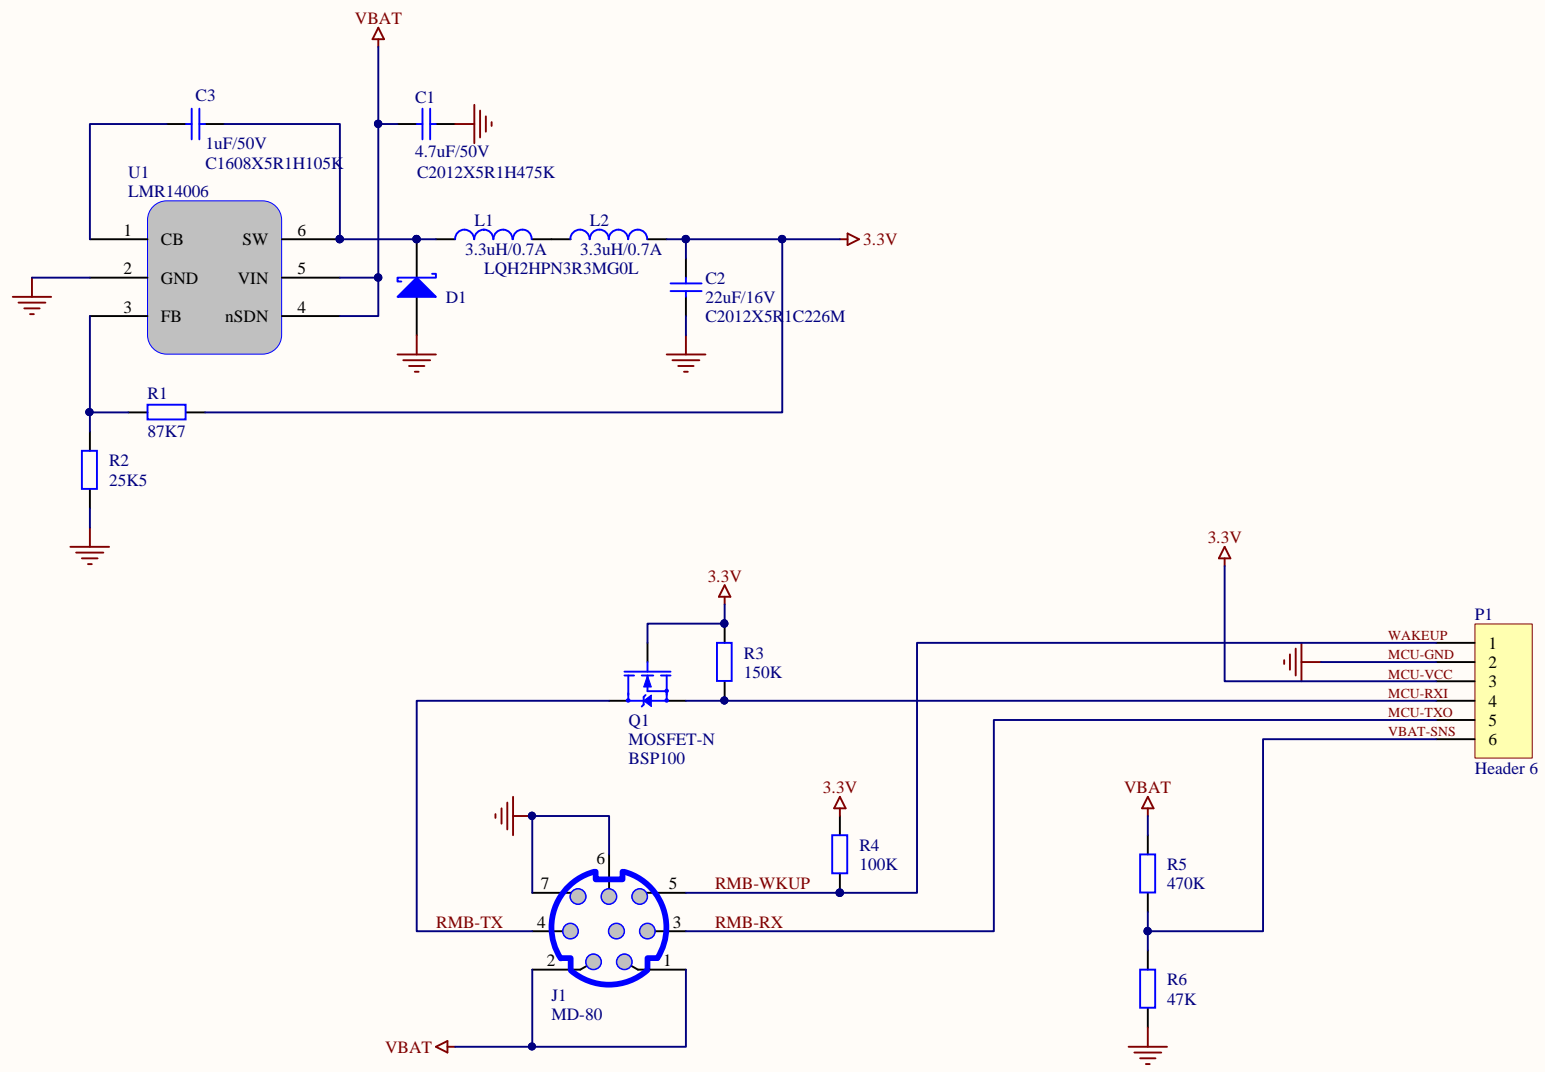 VBAT
C3
1uF/50V
C1608X5R1H105K
C1
4.7uF/50V
C2012X5R1H475K
U1
LMR14006
1
CB
SW
6
2
GND
VIN
5
3
FB
nSDN
4
L1
3.3uH/0.7A
L2
3.3uH/0.7A
LQH2HPN3R3MG0L
3.3V
D1
C2
22uF/16V
C2012X5R1C226M
R1
87K7
R2
25K5
3.3V
3.3V
R3
150K
Q1
MOSFET-N
BSP100
P1
WAKEUP
1
MCU-GND
2
MCU-VCC
3
MCU-RXI
4
MCU-TXO
5
VBAT-SNS
6
Header 6
3.3V
R4
100K
VBAT
R5
470K
R6
47K
6
7
5
RMB-WKUP
RMB-TX
4
3
RMB-RX
2
1
J1
MD-80
VBAT